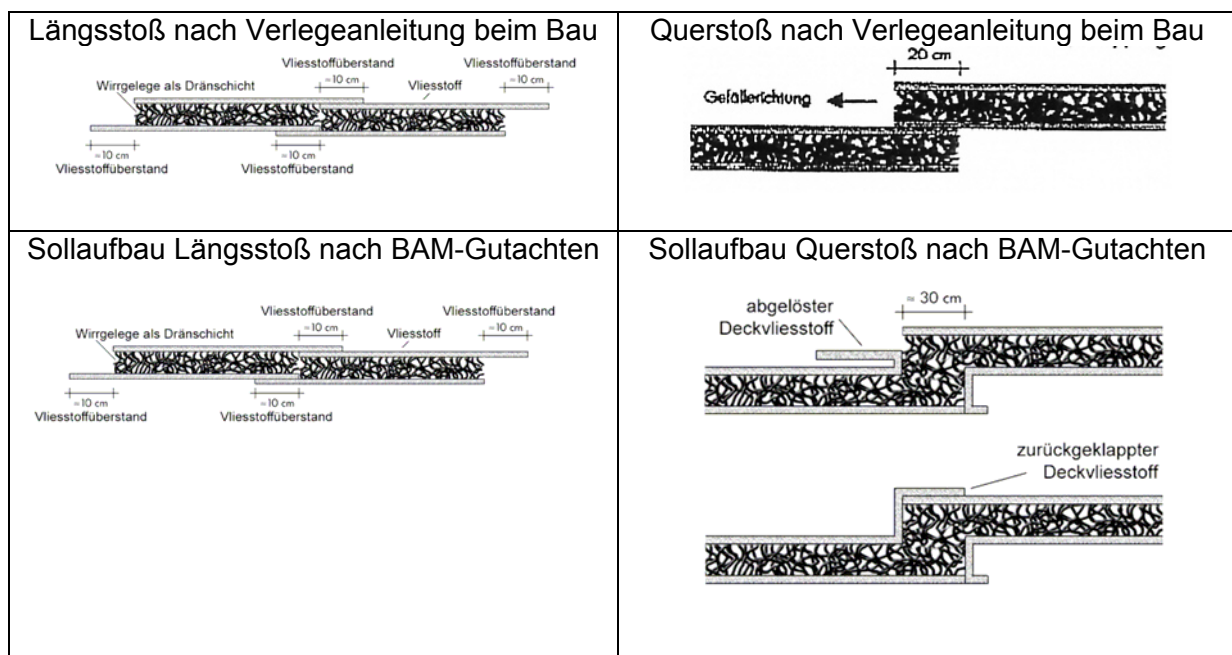 Längsstoß nach Verlegeanleitung beim Bau
Vliesstoffüberstand
Vliesstoffüberstand
≈10 cm
Vliesstoff
≈10 cm
Wirrgelege als Dränschicht
≈10 cm
≈10 cm
Vliesstoffüberstand
Vliesstoffüberstand
Querstoß nach Verlegeanleitung beim Bau
20 cm
Gefällerichtung
Sollaufbau Längsstoß nach BAM-Gutachten
Vliesstoffüberstand
Vliesstoffüberstand
≈10 cm
Vliesstoff
≈10 cm
Wirrgelege als Dränschicht
≈10 cm
≈10 cm
Vliesstoffüberstand
Vliesstoffüberstand
Sollaufbau Querstoß nach BAM-Gutachten
≈ 30 cm
abgelöster
Deckvliesstoff
zurückgeklappter
Deckvliesstoff